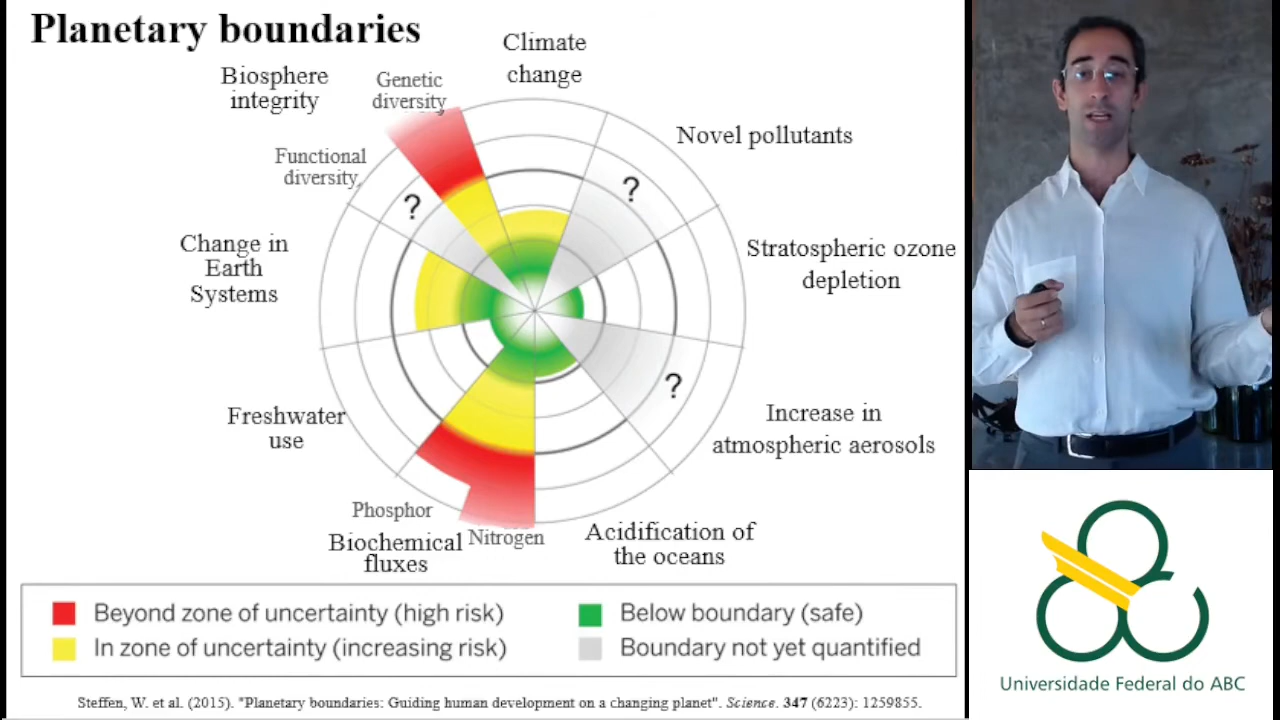 Planetary boundaries
Climate
change
Biosphere
integrity
Genetic
diversity
Novel pollutants
Functional
diversity
?
?
Change in
Earth
Systems
Stratospheric ozone
depletion
?
Freshwater
use
Increase in
atmospheric aerosols
Phosphor
Nitrogen
Biochemical
fluxes
Acidification of
the oceans
Beyond zone of uncertainty (high risk)
In zone of uncertainty (increasing risk)
Below boundary (safe)
Boundary not yet quantified
Steffen, W. et al. (2015). "Planetary boundaries: Guiding human development on a changing planet". Science. 347 (6223): 1259855.
Universidade Federal do ABC